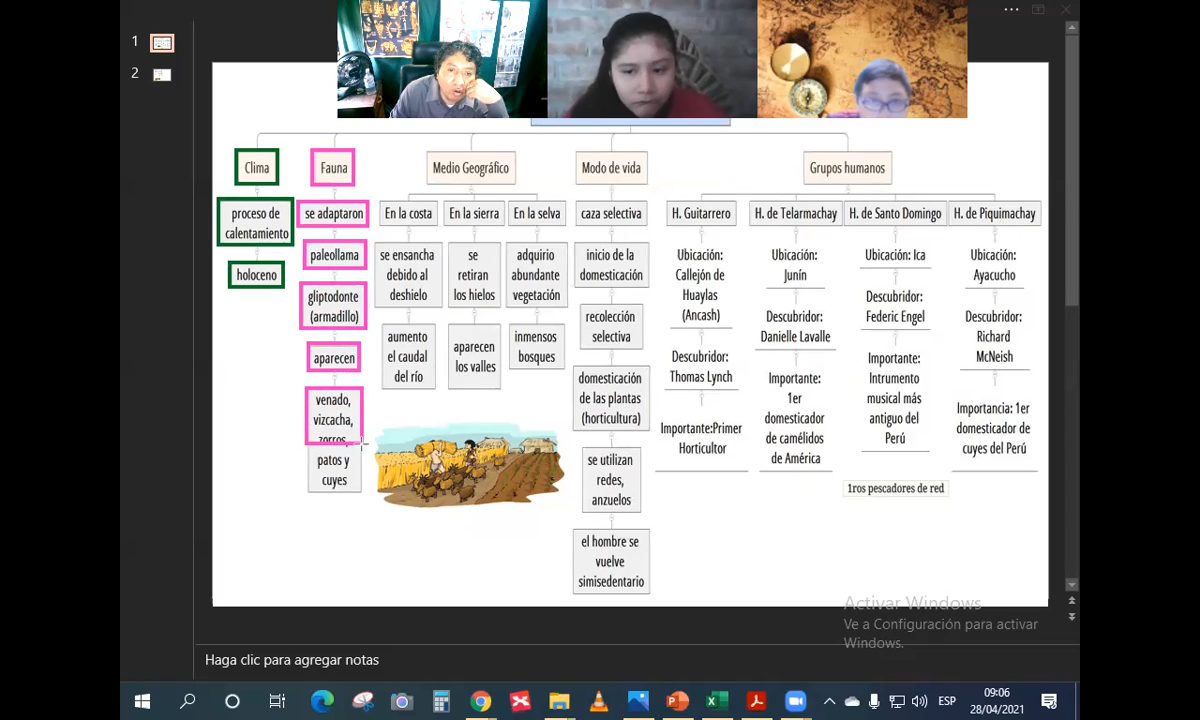 1
2
Clima
Fauna
Medio Geográfico
Modo de vida
Grupos humanos
proceso de
calentamiento
holoceno
se adaptaron
paleollama
gliptodonte
(armadillo)
aparecen
venado,
vizcacha,
zorros,
patos y
cuyes
En la costa
se ensancha
debido al
deshielo
aumento
el caudal
del río
En la sierra
se
retiran
los hielos
aparecen
los valles
En la selva
adquirio
abundante
vegetación
inmensos
bosques
caza selectiva
inicio de la
domesticación
recolección
selectiva
domesticación
de las plantas
(horticultura)
se utilizan
redes,
anzuelos
el hombre se
vuelve
simisedentario
H. Guitarrero
Ubicación:
Callejón de
Huaylas
(Ancash)
Descubridor:
Thomas Lynch
Importante:Primer
Horticultor
H. de Telarmachay
Ubicación:
Junín
Descubridor:
Danielle Lavalle
Importante:
1er
domesticador
de camélidos
de América
H. de Santo Domingo
Ubicación: Ica
Descubridor:
Federic Engel
Importante:
Intrumento
musical más
antiguo del
Perú
1ros pescadores de red
H. de Piquimachay
Ubicación:
Ayacucho
Descubridor:
Richard
McNeish
Importancia: 1er
domesticador de
cuyes del Perú
Activar Windows
Ve a Configuración para activar
Windows.
Haga clic para agregar notas
ESP
09:06
28/04/2021